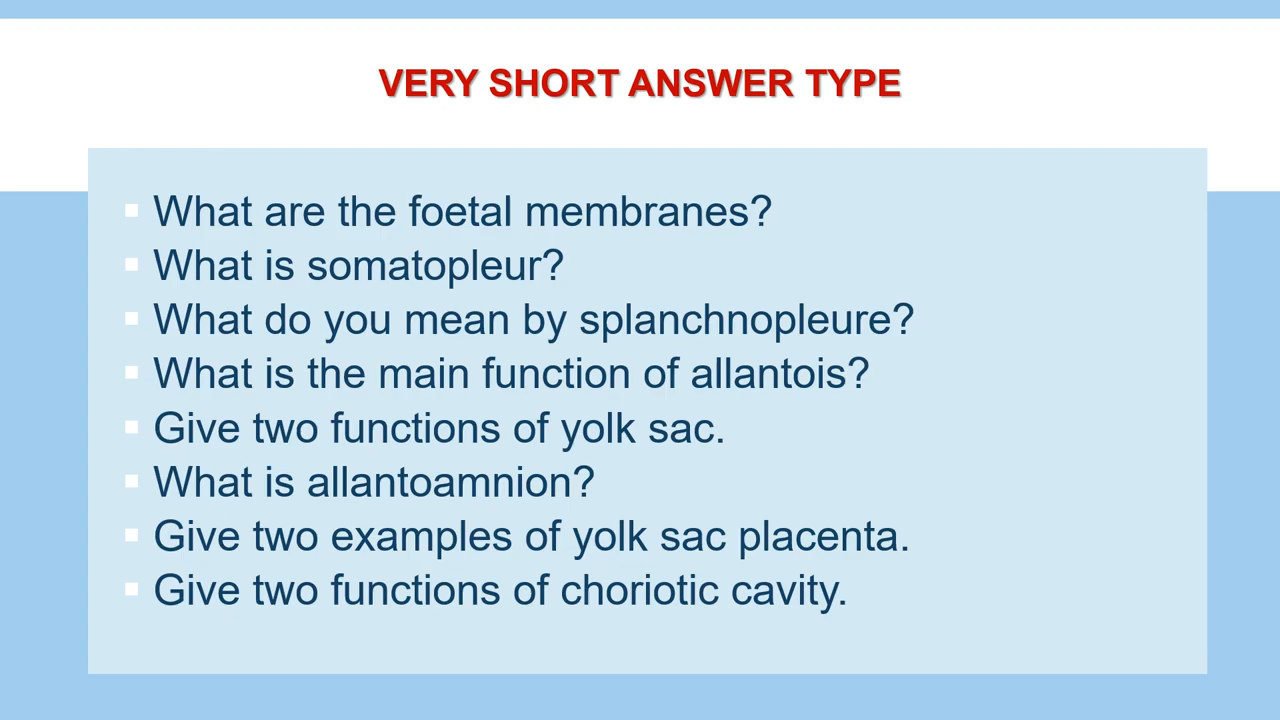 VERY SHORT ANSWER TYPE
What are the foetal membranes?
What is somatopleur?
What do you mean by splanchnopleure?
What is the main function of allantois?
Give two functions of yolk sac.
What is allantoamnion?
Give two examples of yolk sac placenta.
Give two functions of choriotic cavity.